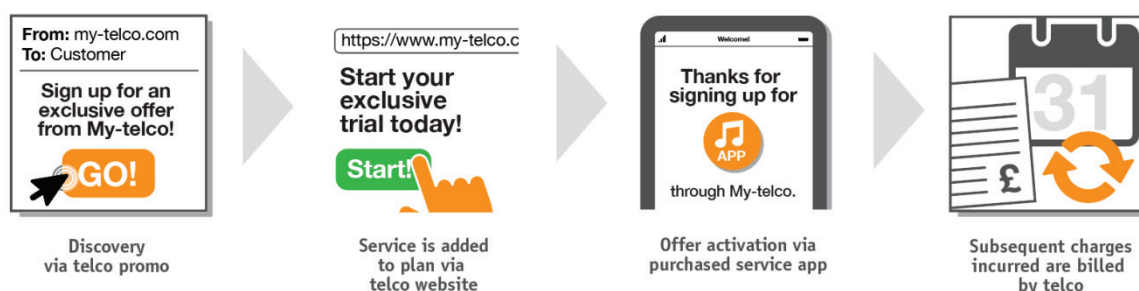 From: my-telco.com
To: Customer
Sign up for an
exclusive offer
from My-telco!
GO!
Discovery
via telco promo
https://www.my-telco.c
Start your
exclusive
trial today!
Start!
Service is added
to plan via
telco website
Welcome!
Thanks for
signing up for
APP
through My-telco.
Offer activation via
purchased service app
31
£
Subsequent charges
incurred are billed
by telco